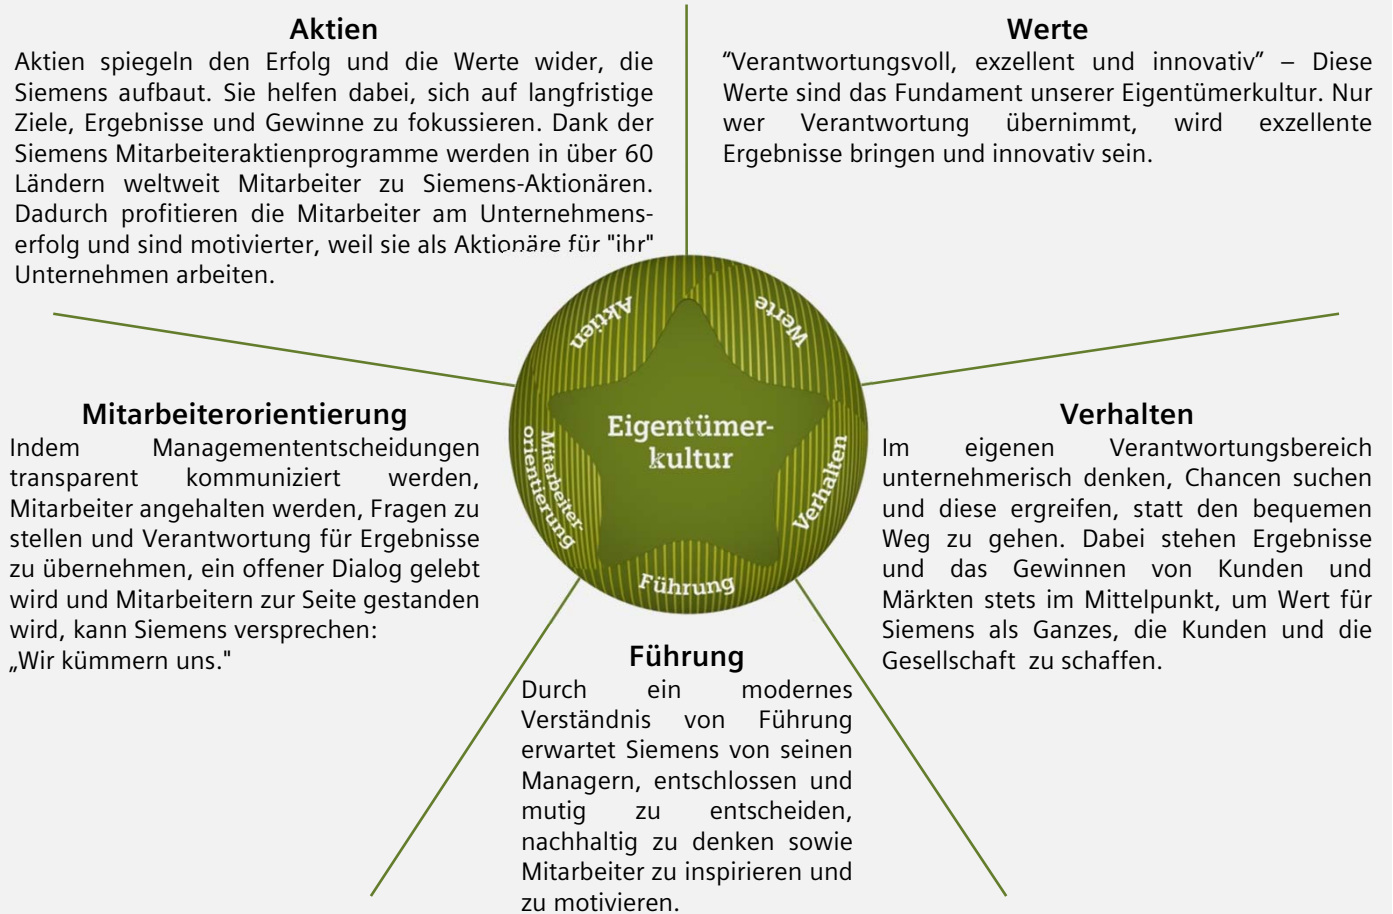 Aktien
Aktien spiegeln den Erfolg und die Werte wider, die
Siemens aufbaut. Sie helfen dabei, sich auf langfristige
Ziele, Ergebnisse und Gewinne zu fokussieren. Dank der
Siemens Mitarbeiteraktienprogramme werden in über 60
Ländern weltweit Mitarbeiter zu Siemens-Aktionären.
Dadurch profitieren die Mitarbeiter am Unternehmens-
erfolg und sind motivierter, weil sie als Aktionäre für "ihr"
Unternehmen arbeiten.
Werte
“Verantwortungsvoll, exzellent und innovativ” – Diese
Werte sind das Fundament unserer Eigentümerkultur. Nur
wer Verantwortung übernimmt, wird exzellente
Ergebnisse bringen und innovativ sein.
Aktien
Werte
Eigentümer-
kultur
Mitarbeiter-
orientierung
Verhalten
Führung
Mitarbeiterorientierung
Indem Managemententscheidungen
transparent kommuniziert werden,
Mitarbeiter angehalten werden, Fragen zu
stellen und Verantwortung für Ergebnisse
zu übernehmen, ein offener Dialog gelebt
wird und Mitarbeitern zur Seite gestanden
wird, kann Siemens versprechen:
„Wir kümmern uns."
Verhalten
Im eigenen Verantwortungsbereich
unternehmerisch denken, Chancen suchen
und diese ergreifen, statt den bequemen
Weg zu gehen. Dabei stehen Ergebnisse
und das Gewinnen von Kunden und
Märkten stets im Mittelpunkt, um Wert für
Siemens als Ganzes, die Kunden und die
Gesellschaft zu schaffen.
Führung
Durch ein modernes
Verständnis von Führung
erwartet Siemens von seinen
Managern, entschlossen und
mutig zu entscheiden,
nachhaltig zu denken sowie
Mitarbeiter zu inspirieren und
zu motivieren.